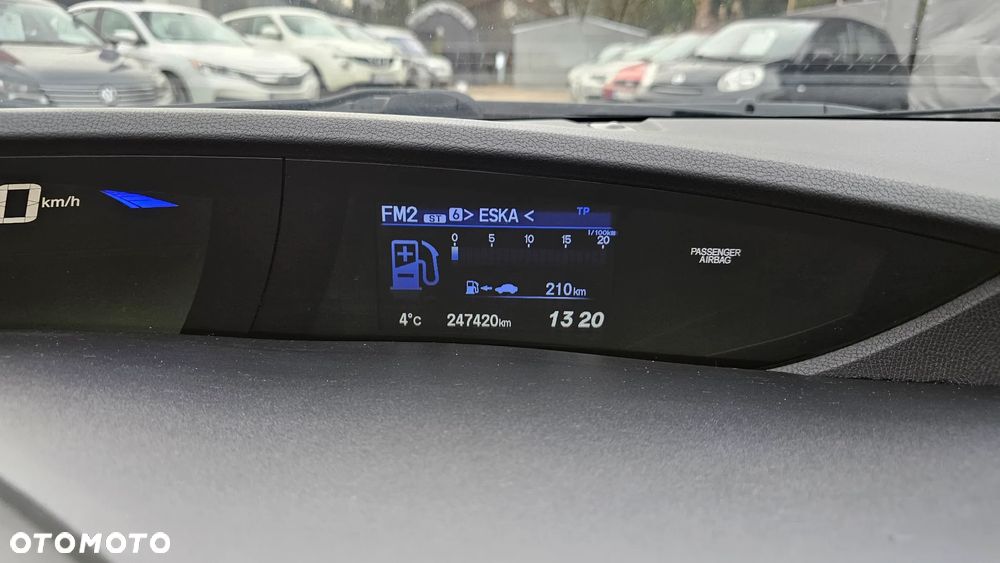 0 km/h
FM2 ST 6> ESKA < TP
l/100km
0 5 10 15 20
210km
4°C 247420km 13 20
PASSENGER
AIRBAG
OTOMOTO